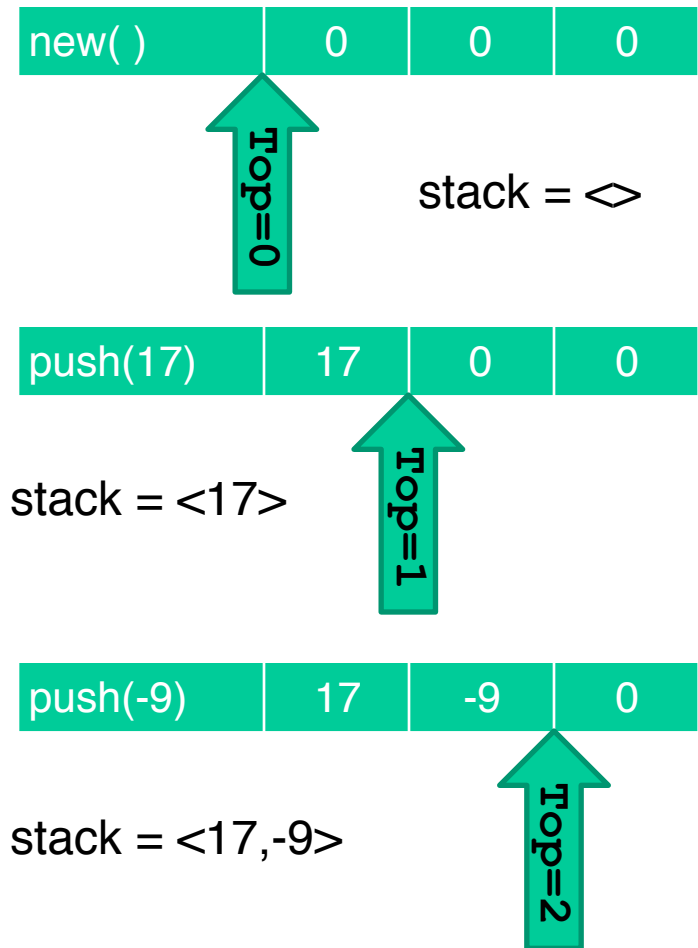 new( ) 0 0 0
Top=0
stack = <>
push(17) 17 0 0
Top=1
stack = <17>
push(-9) 17 -9 0
Top=2
stack = <17,-9>